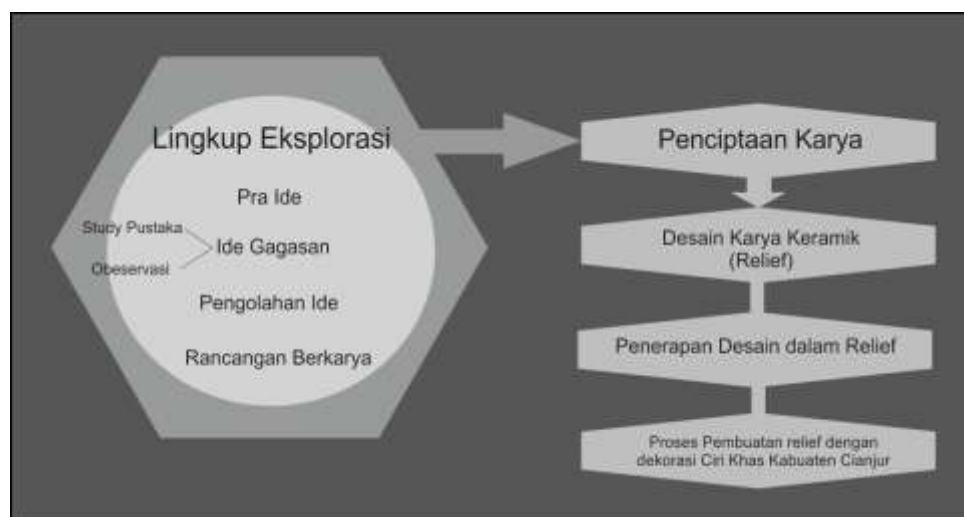 Lingkup Eksplorasi
Pra Ide
Study Pustaka
Ide Gagasan
Obeservasi
Pengolahan Ide
Rancangan Berkarya
Penciptaan Karya
Desain Karya Keramik
(Relief)
Penerapan Desain dalam Relief
Proses Pembuatan relief dengan
dekorasi Ciri Khas Kabuaten Cianjur